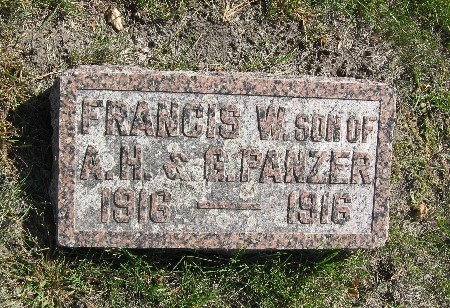 FRANCIS W. SON OF
A. H. & G. PANZER
1916 — 1916